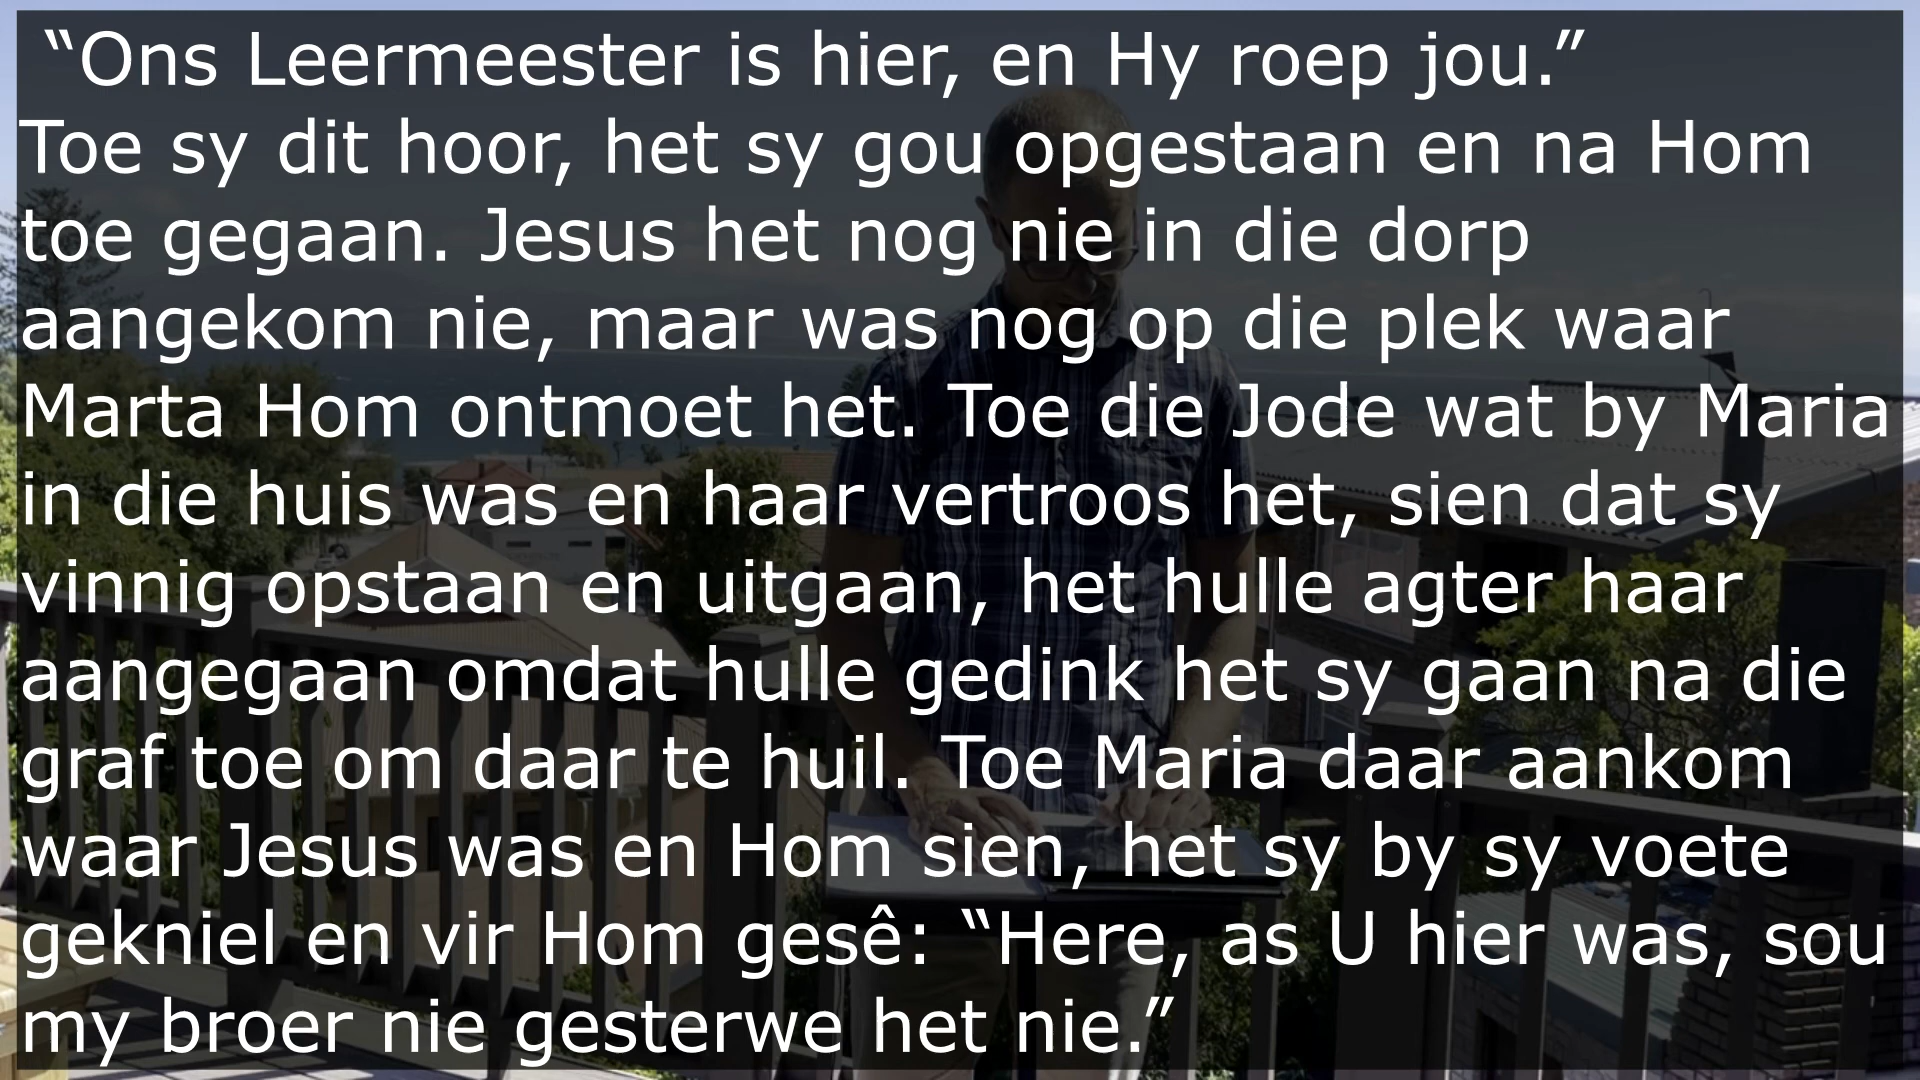 “Ons Leermeester is hier, en Hy roep jou.”
Toe sy dit hoor, het sy gou opgestaan en na Hom
toe gegaan. Jesus het nog nie in die dorp
aangekom nie, maar was nog op die plek waar
Marta Hom ontmoet het. Toe die Jode wat by Maria
in die huis was en haar vertroos het, sien dat sy
vinnig opstaan en uitgaan, het hulle agter haar
aangegaan omdat hulle gedink het sy gaan na die
graf toe om daar te huil. Toe Maria daar aankom
waar Jesus was en Hom sien, het sy by sy voete
gekniel en vir Hom gesê: “Here, as U hier was, sou
my broer nie gesterwe het nie.”